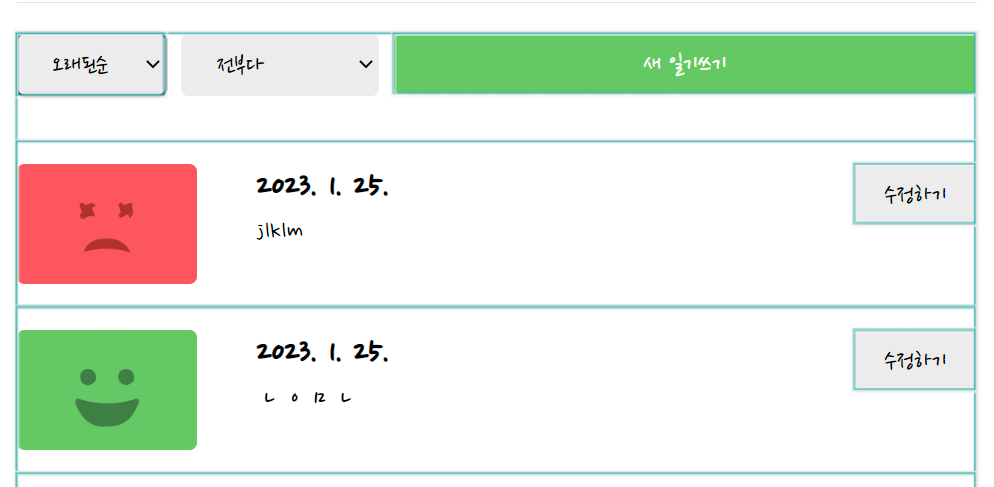 오래된순 전부다 새 일기쓰기
2023. 1. 25. 수정하기
jlklm
2023. 1. 25. 수정하기
ㄴ ㅇ ㅁ ㄴ